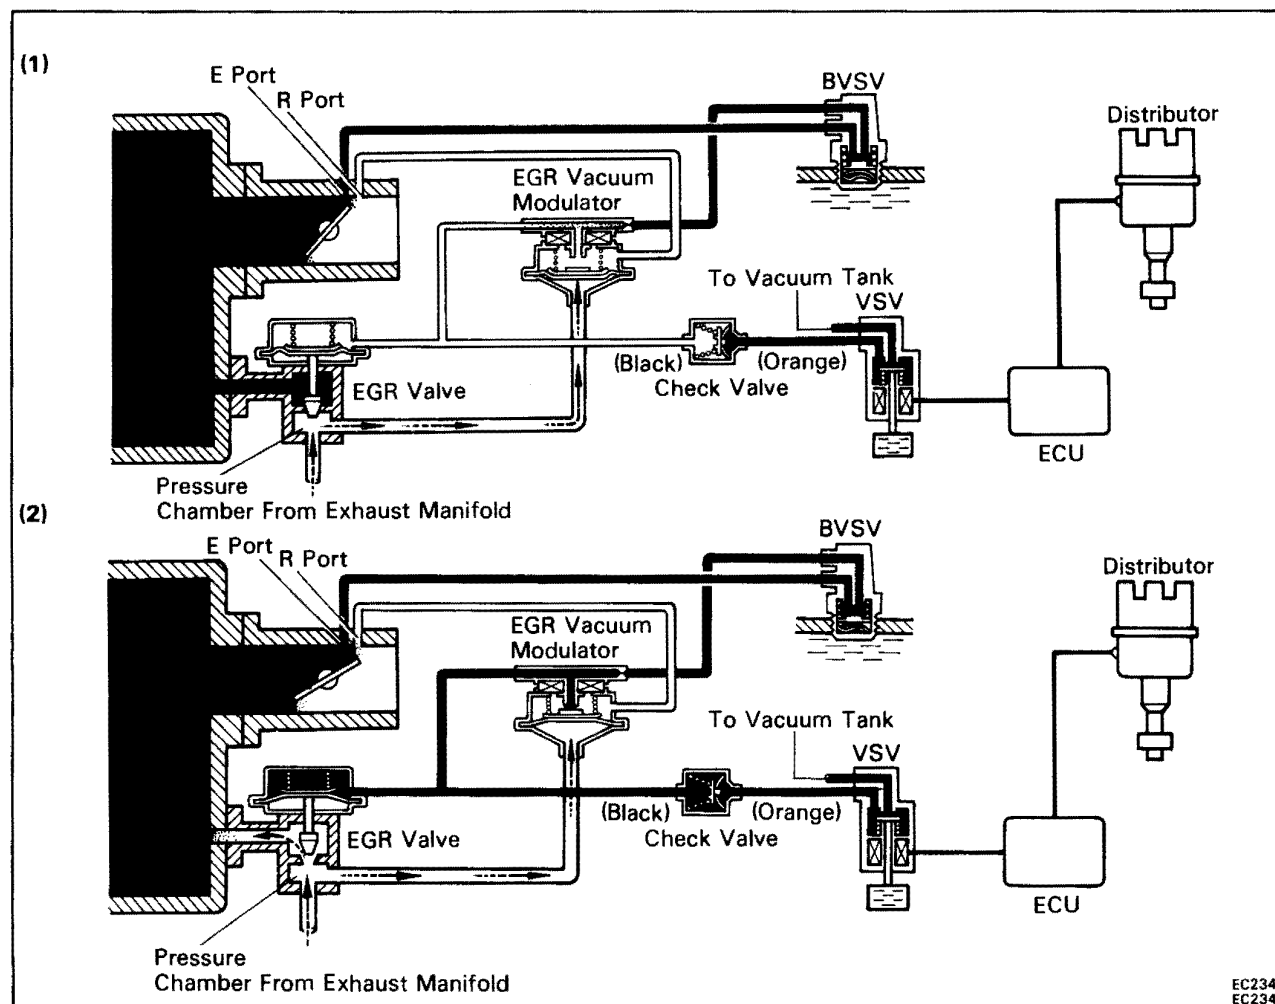 (1)
E Port
R Port
BVSV
Distributor
EGR Vacuum
Modulator
To Vacuum Tank
VSV
(Black)
(Orange)
Check Valve
EGR Valve
ECU
Pressure
Chamber From Exhaust Manifold
(2)
E Port
R Port
BVSV
Distributor
EGR Vacuum
Modulator
To Vacuum Tank
VSV
(Black)
(Orange)
Check Valve
EGR Valve
ECU
Pressure
Chamber From Exhaust Manifold
EC234
EC234